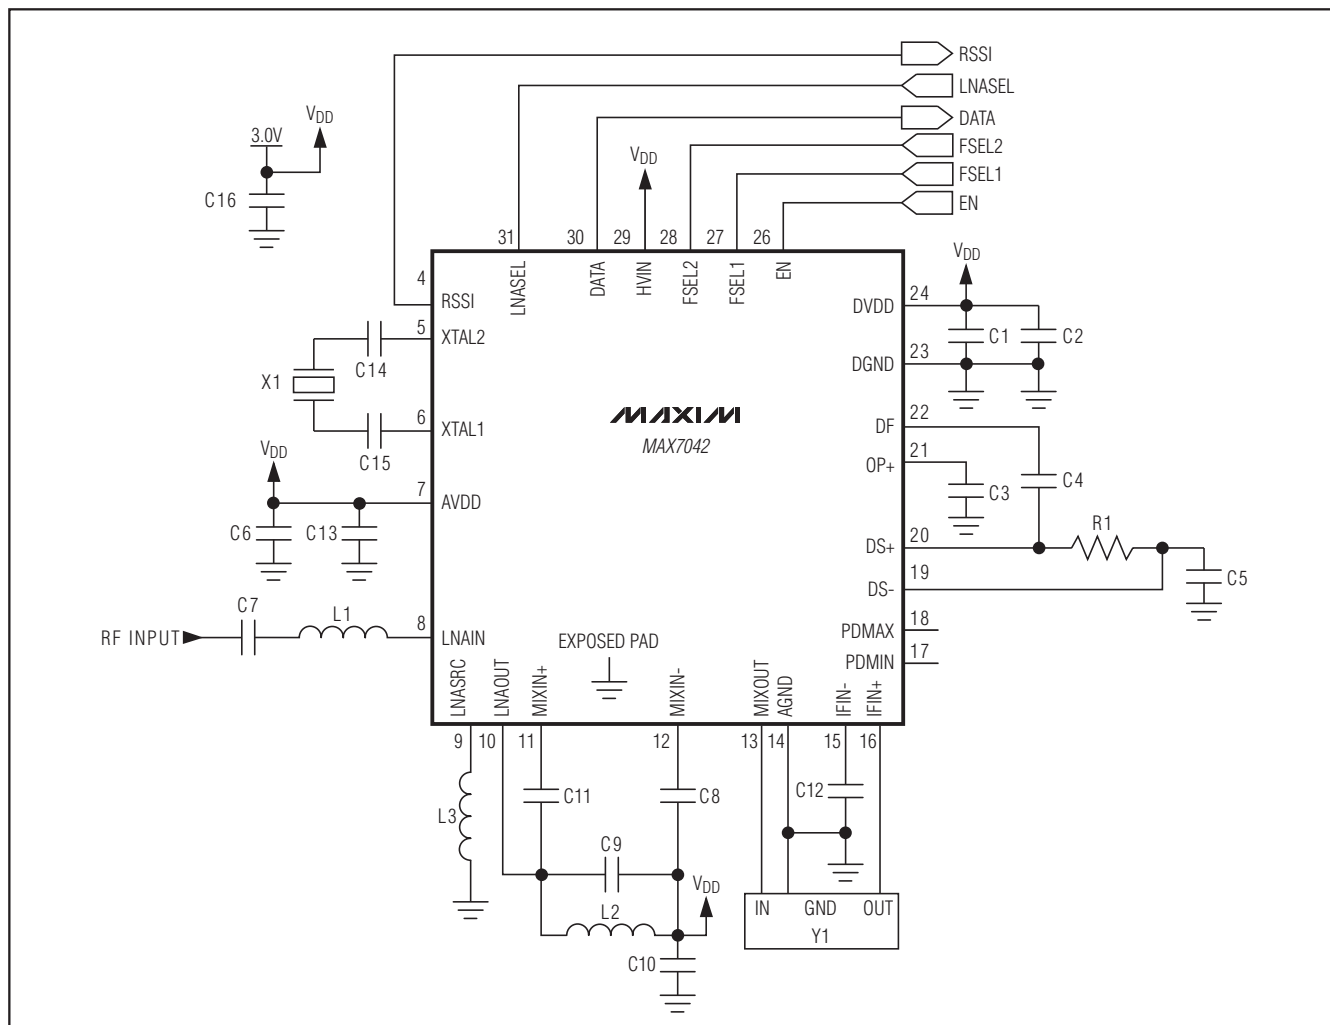 RSSI
LNASEL
DATA
FSEL2
FSEL1
EN
3.0V
VDD
C16
VDD
31
30
29
28
27
26
LNASEL
DATA
HVIN
FSEL2
FSEL1
EN
4
RSSI
5
XTAL2
C14
X1
6
XTAL1
C15
VDD
7
AVDD
C6
C13
C7
L1
RF INPUT
8
LNAIN
MAXIM
MAX7042
EXPOSED PAD
VDD
DVDD
24
C1
C2
DGND
23
DF
22
OP+
21
C3
C4
R1
DS+
20
DS-
19
C5
PDMAX
18
PDMIN
17
LNASRC
LNAOUT
MIXIN+
MIXIN-
MIXOUT
AGND
IFIN-
IFIN+
9
10
11
12
13
14
15
16
L3
C11
C8
C12
C9
L2
VDD
C10
IN
GND
OUT
Y1